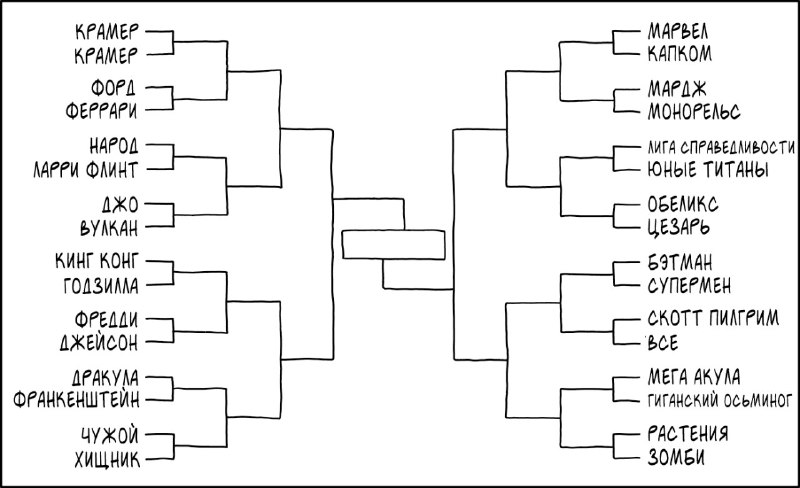 КРАМЕР
КРАМЕР
ФОРД
ФЕРРАРИ
НАРОД
ЛАРРИ ФЛИНТ
ДЖО
ВУЛКАН
КИНГ КОНГ
ГОДЗИЛЛА
ФРЕДДИ
ДЖЕЙСОН
ДРАКУЛА
ФРАНКЕНШТЕЙН
ЧУЖОЙ
ХИЩНИК
МАРВЕЛ
КАПКОМ
МАРДЖ
МОНОРЕЛЬС
ЛИГА СПРАВЕДЛИВОСТИ
ЮНЫЕ ТИТАНЫ
ОБЕЛИКС
ЦЕЗАРЬ
БЭТМАН
СУПЕРМЕН
СКОТТ ПИЛГРИМ
ВСЕ
МЕГА АКУЛА
ГИГАНСКИЙ ОСЬМИНОГ
РАСТЕНИЯ
ЗОМБИ